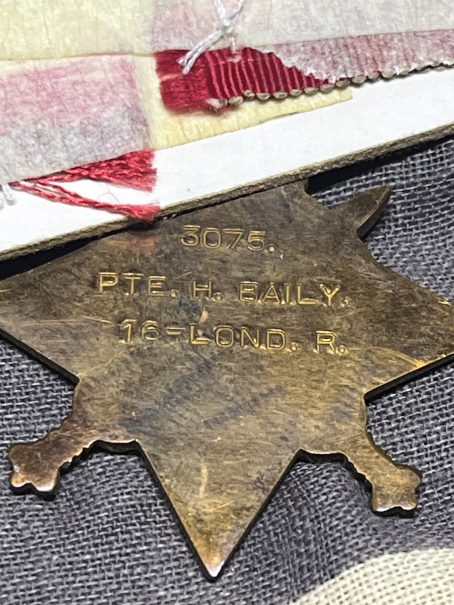 3075.
PTE. H. BAILY.
16-LOND. R.